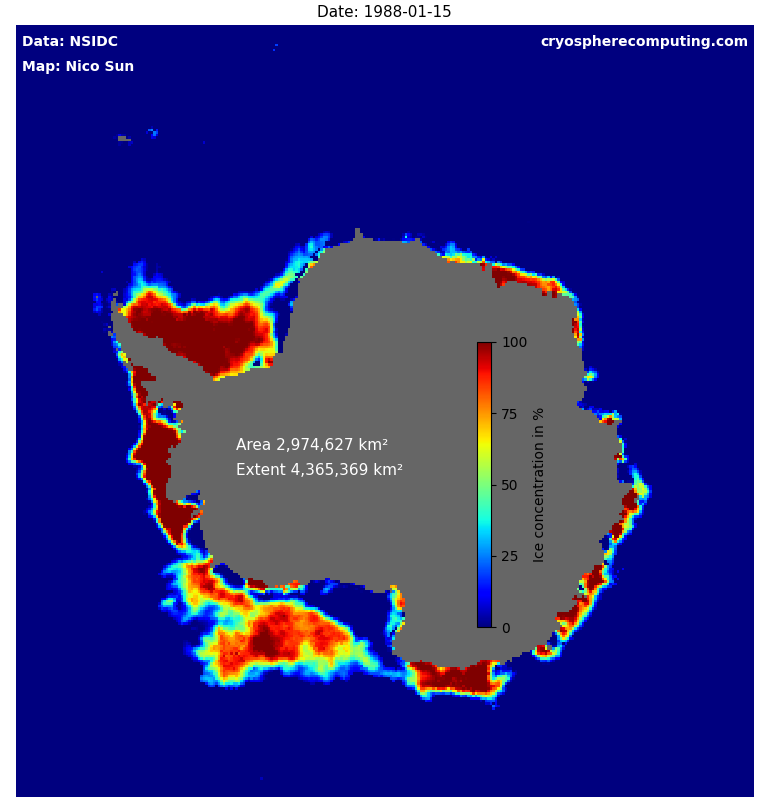 Date: 1988-01-15
Data: NSIDC
cryospherecomputing.com
Map: Nico Sun
100
75
50
25
0
Ice concentration in %
Area 2,974,627 km²
Extent 4,365,369 km²